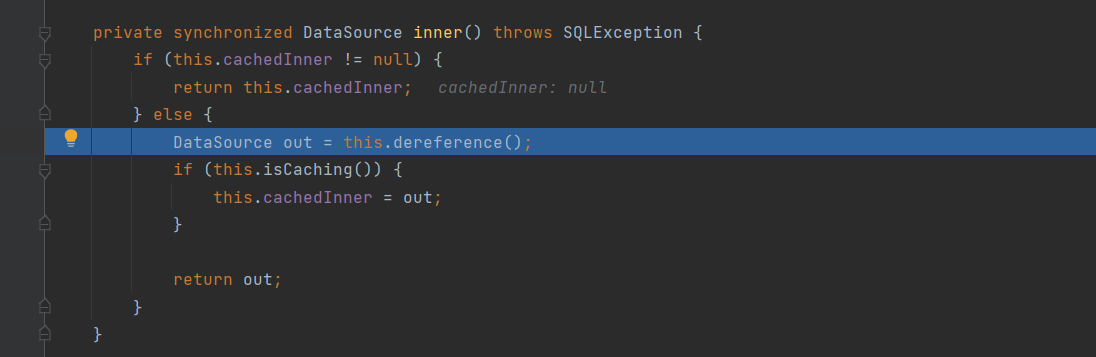 private synchronized DataSource inner() throws SQLException {
    if (this.cachedInner != null) {
        return this.cachedInner;   cachedInner: null
    } else {
        DataSource out = this.dereference();
        if (this.isCaching()) {
            this.cachedInner = out;
        }

        return out;
    }
}